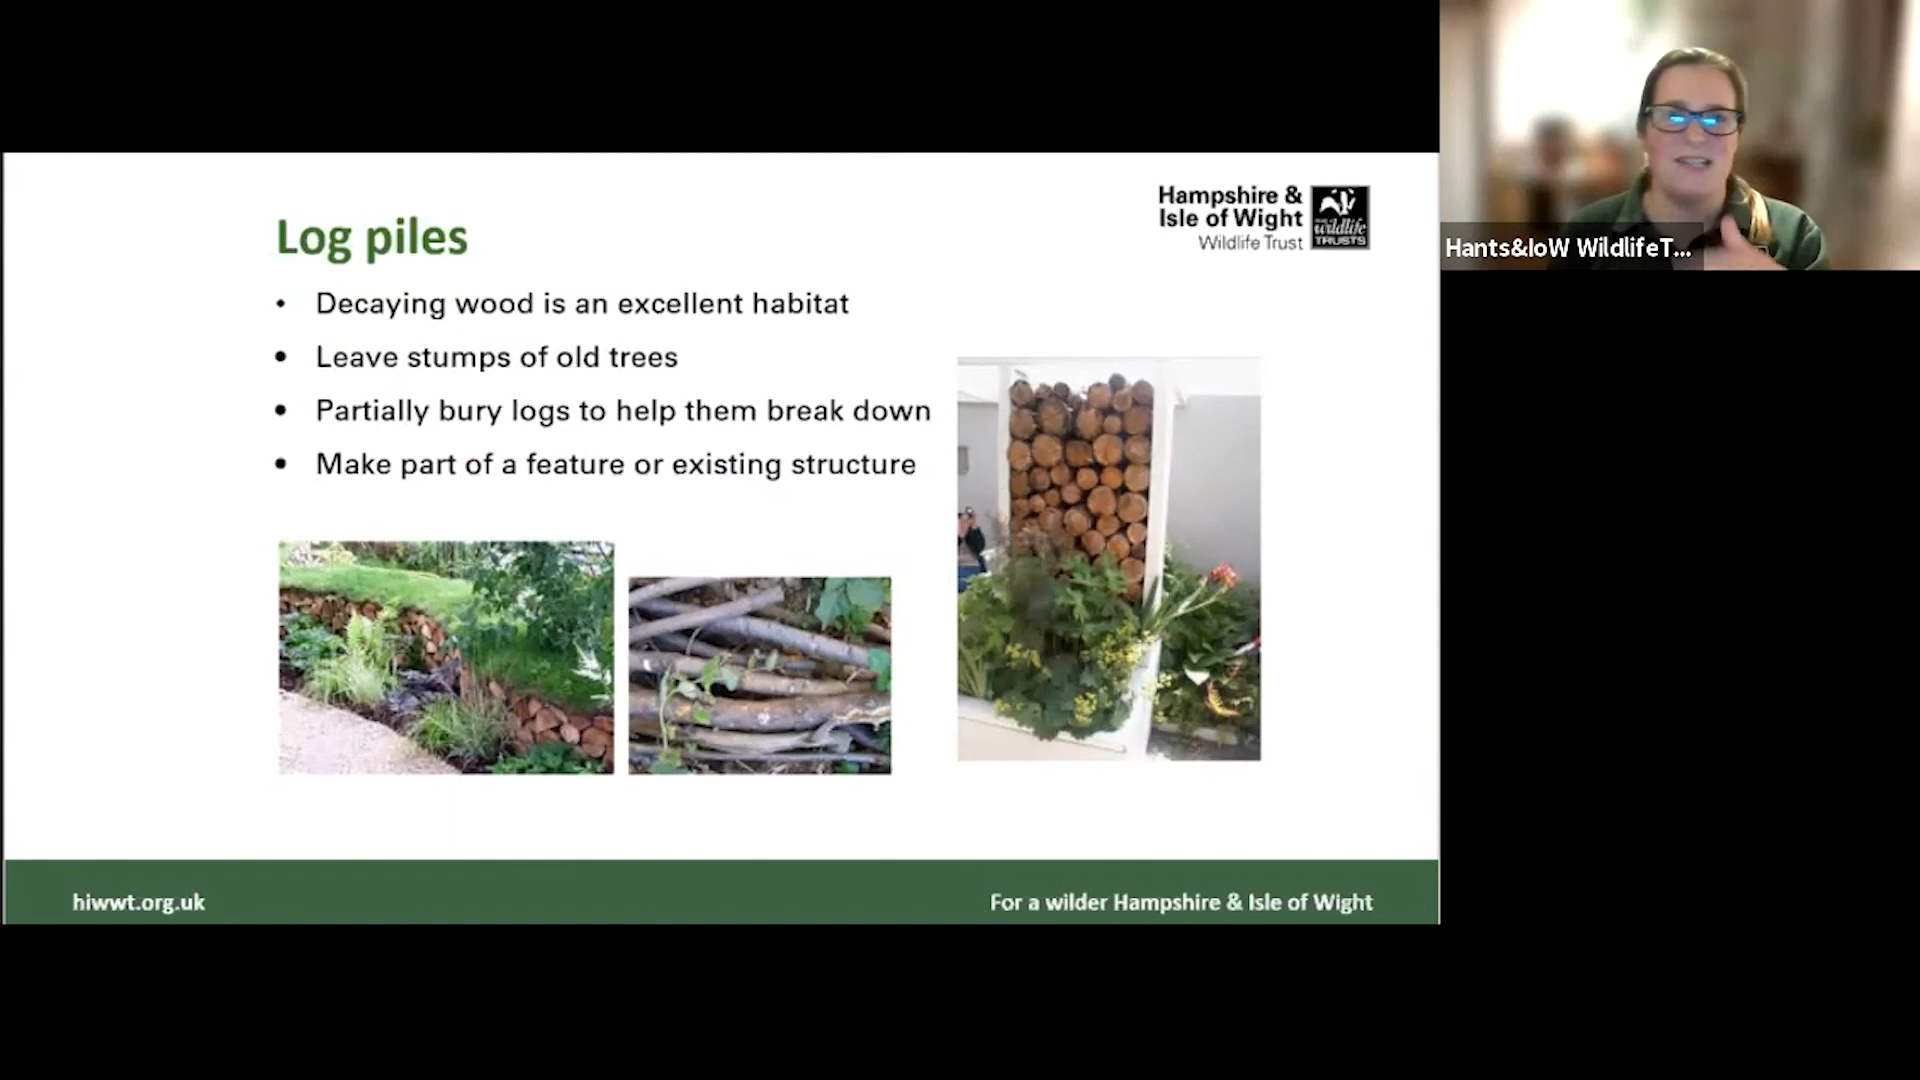 Log piles
Hampshire &
Isle of Wight
Wildlife Trust
wildlife
TRUSTS
• Decaying wood is an excellent habitat
• Leave stumps of old trees
• Partially bury logs to help them break down
• Make part of a feature or existing structure
hiwwt.org.uk
For a wilder Hampshire & Isle of Wight
Hants&IoW WildlifeT...